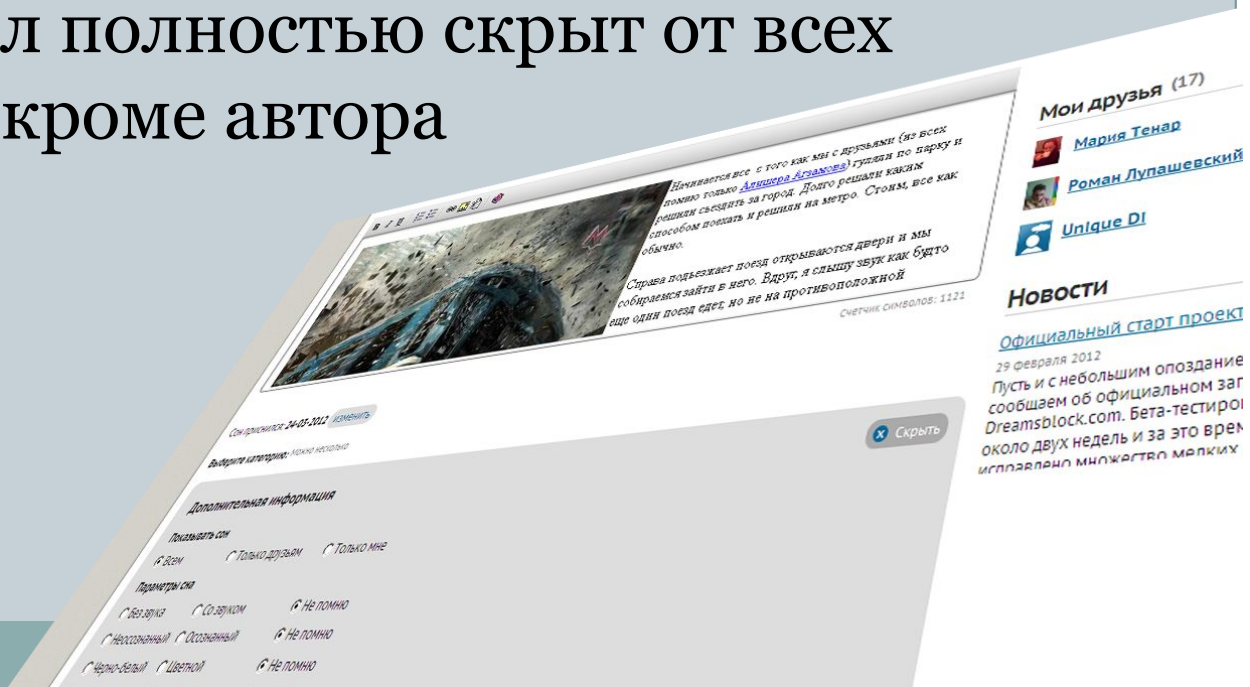 л полностью скрыт от всех
кроме автора
B I U
Начинается все с того как мы с друзьями (из всех
помню только Алишера Агзамова) гуляли по парку и
решили съездить за город. Долго решали каким
способом поехать и решили на метро. Стоим, все как
обычно.
Справа подъезжает поезд открываются двери и мы
собираемся зайти в него. Вдруг, я слышу звук как будто
еще один поезд едет, но не на противоположной
Счетчик символов: 1121
Сон приснился: 24-03-2012 изменить
Выберите категорию: Можно несколько
Скрыть
Дополнительная информация
Показывать сон
Всем Только друзьям Только мне
Параметры сна
Без звука Со звуком Не помню
Неосознанный Осознанный Не помню
Черно-белый Цветной Не помню
Мои друзья (17)
Мария Тенар
Роман Лупашевский
Unique DI
Новости
Официальный старт проект
29 февраля 2012
Пусть и с небольшим опоздание
сообщаем об официальном зап
Dreamsblock.com. Бета-тестиро
около двух недель и за это врем
исправлено множество мелких